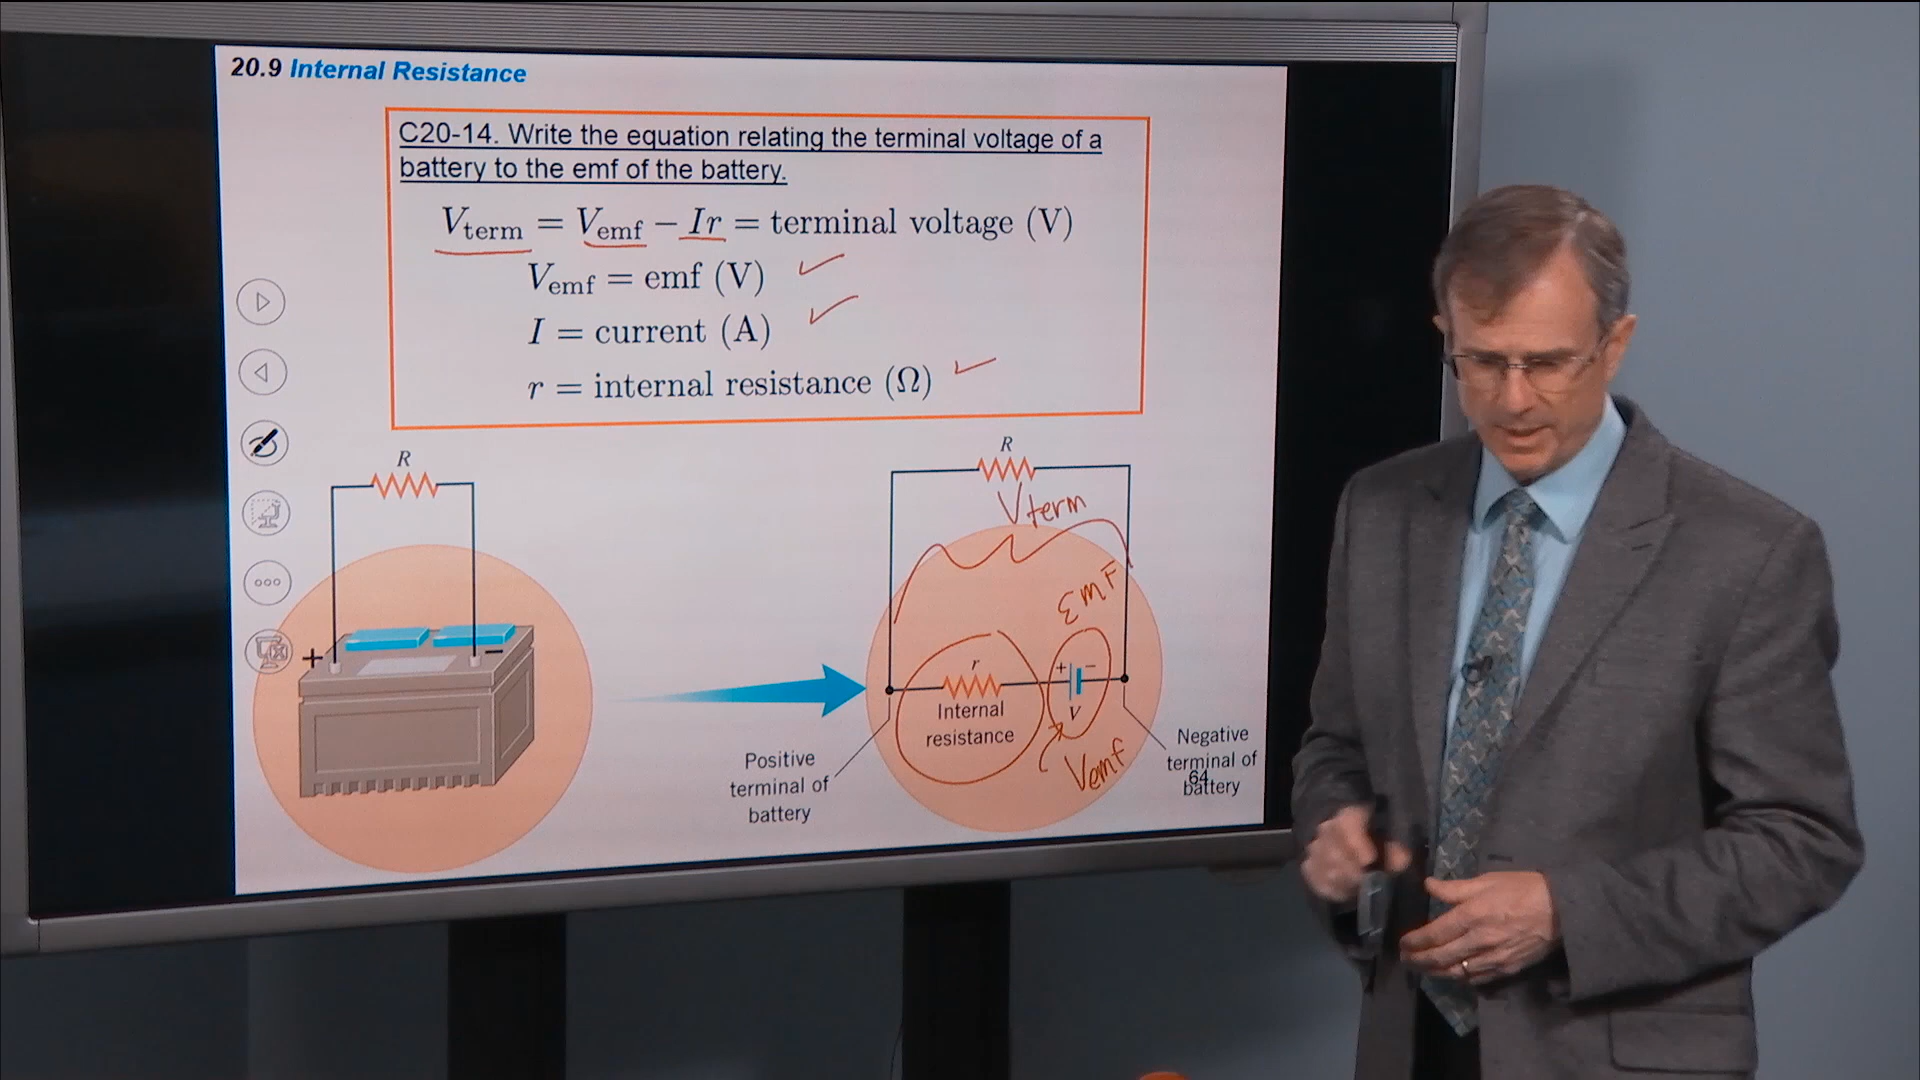 20.9 Internal Resistance
C20-14. Write the equation relating the terminal voltage of a
battery to the emf of the battery.
Vterm = Vemf − Ir = terminal voltage (V)
Vemf = emf (V)
I = current (A)
r = internal resistance (Ω)
R
+
−
R
Vterm
EmF
r
+
−
Internal
resistance
V
Vemf
Positive
terminal of
battery
Negative
terminal of
64
battery